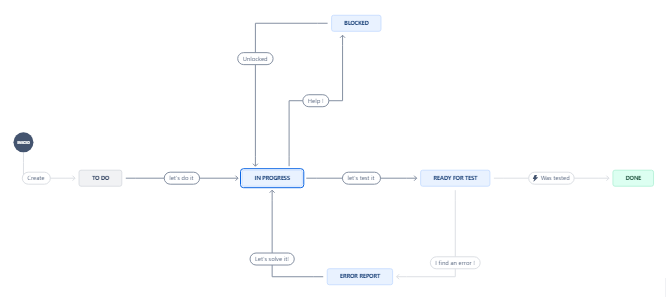 BLOCKED
Unlocked
Help !
Create
TO DO
let's do it
IN PROGRESS
let's test it
READY FOR TEST
Was tested
DONE
Let's solve it!
I find an error !
ERROR REPORT